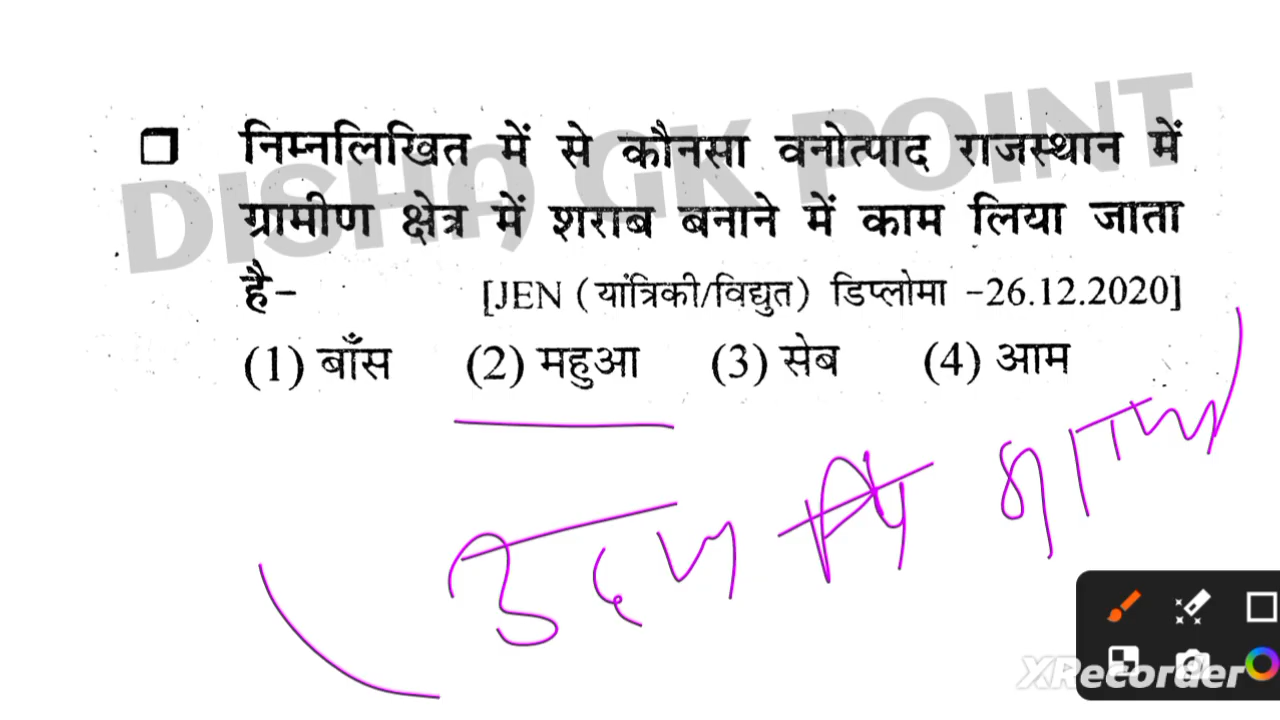 DISHA GK POINT
❑ निम्नलिखित में से कौनसा वनोत्पाद राजस्थान में
ग्रामीण क्षेत्र में शराब बनाने में काम लिया जाता
है- [JEN (यांत्रिकी/विद्युत) डिप्लोमा -26.12.2020]
(1) बाँस (2) महुआ (3) सेब (4) आम
XRecorder